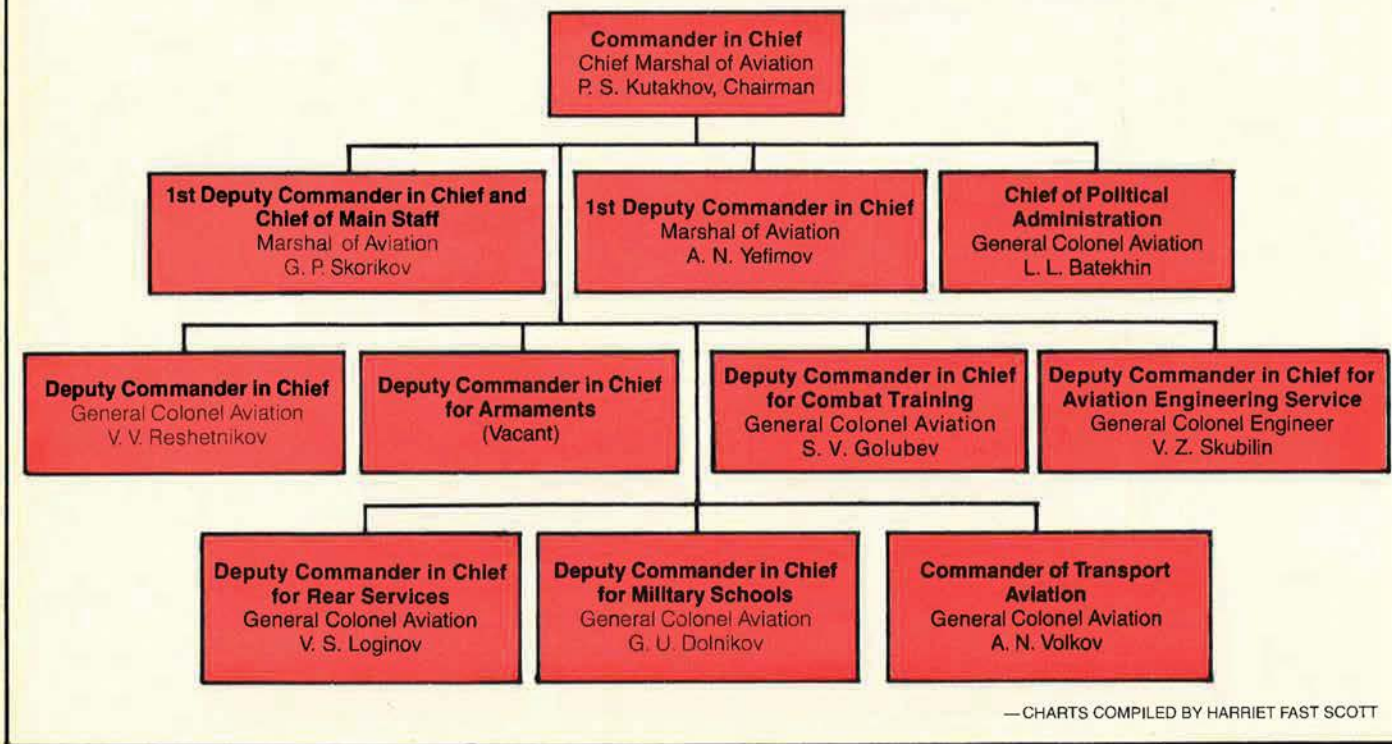 Commander in Chief
Chief Marshal of Aviation
P. S. Kutakhov, Chairman
1st Deputy Commander in Chief and
Chief of Main Staff
Marshal of Aviation
G. P. Skorikov
1st Deputy Commander in Chief
Marshal of Aviation
A. N. Yefimov
Chief of Political
Administration
General Colonel Aviation
L. L. Batekhin
Deputy Commander in Chief
General Colonel Aviation
V. V. Reshetnikov
Deputy Commander in Chief
for Armaments
(Vacant)
Deputy Commander in Chief
for Combat Training
General Colonel Aviation
S. V. Golubev
Deputy Commander in Chief for
Aviation Engineering Service
General Colonel Engineer
V. Z. Skubilin
Deputy Commander in Chief
for Rear Services
General Colonel Aviation
V. S. Loginov
Deputy Commander in Chief
for Military Schools
General Colonel Aviation
G. U. Dolnikov
Commander of Transport
Aviation
General Colonel Aviation
A. N. Volkov
—CHARTS COMPILED BY HARRIET FAST SCOTT